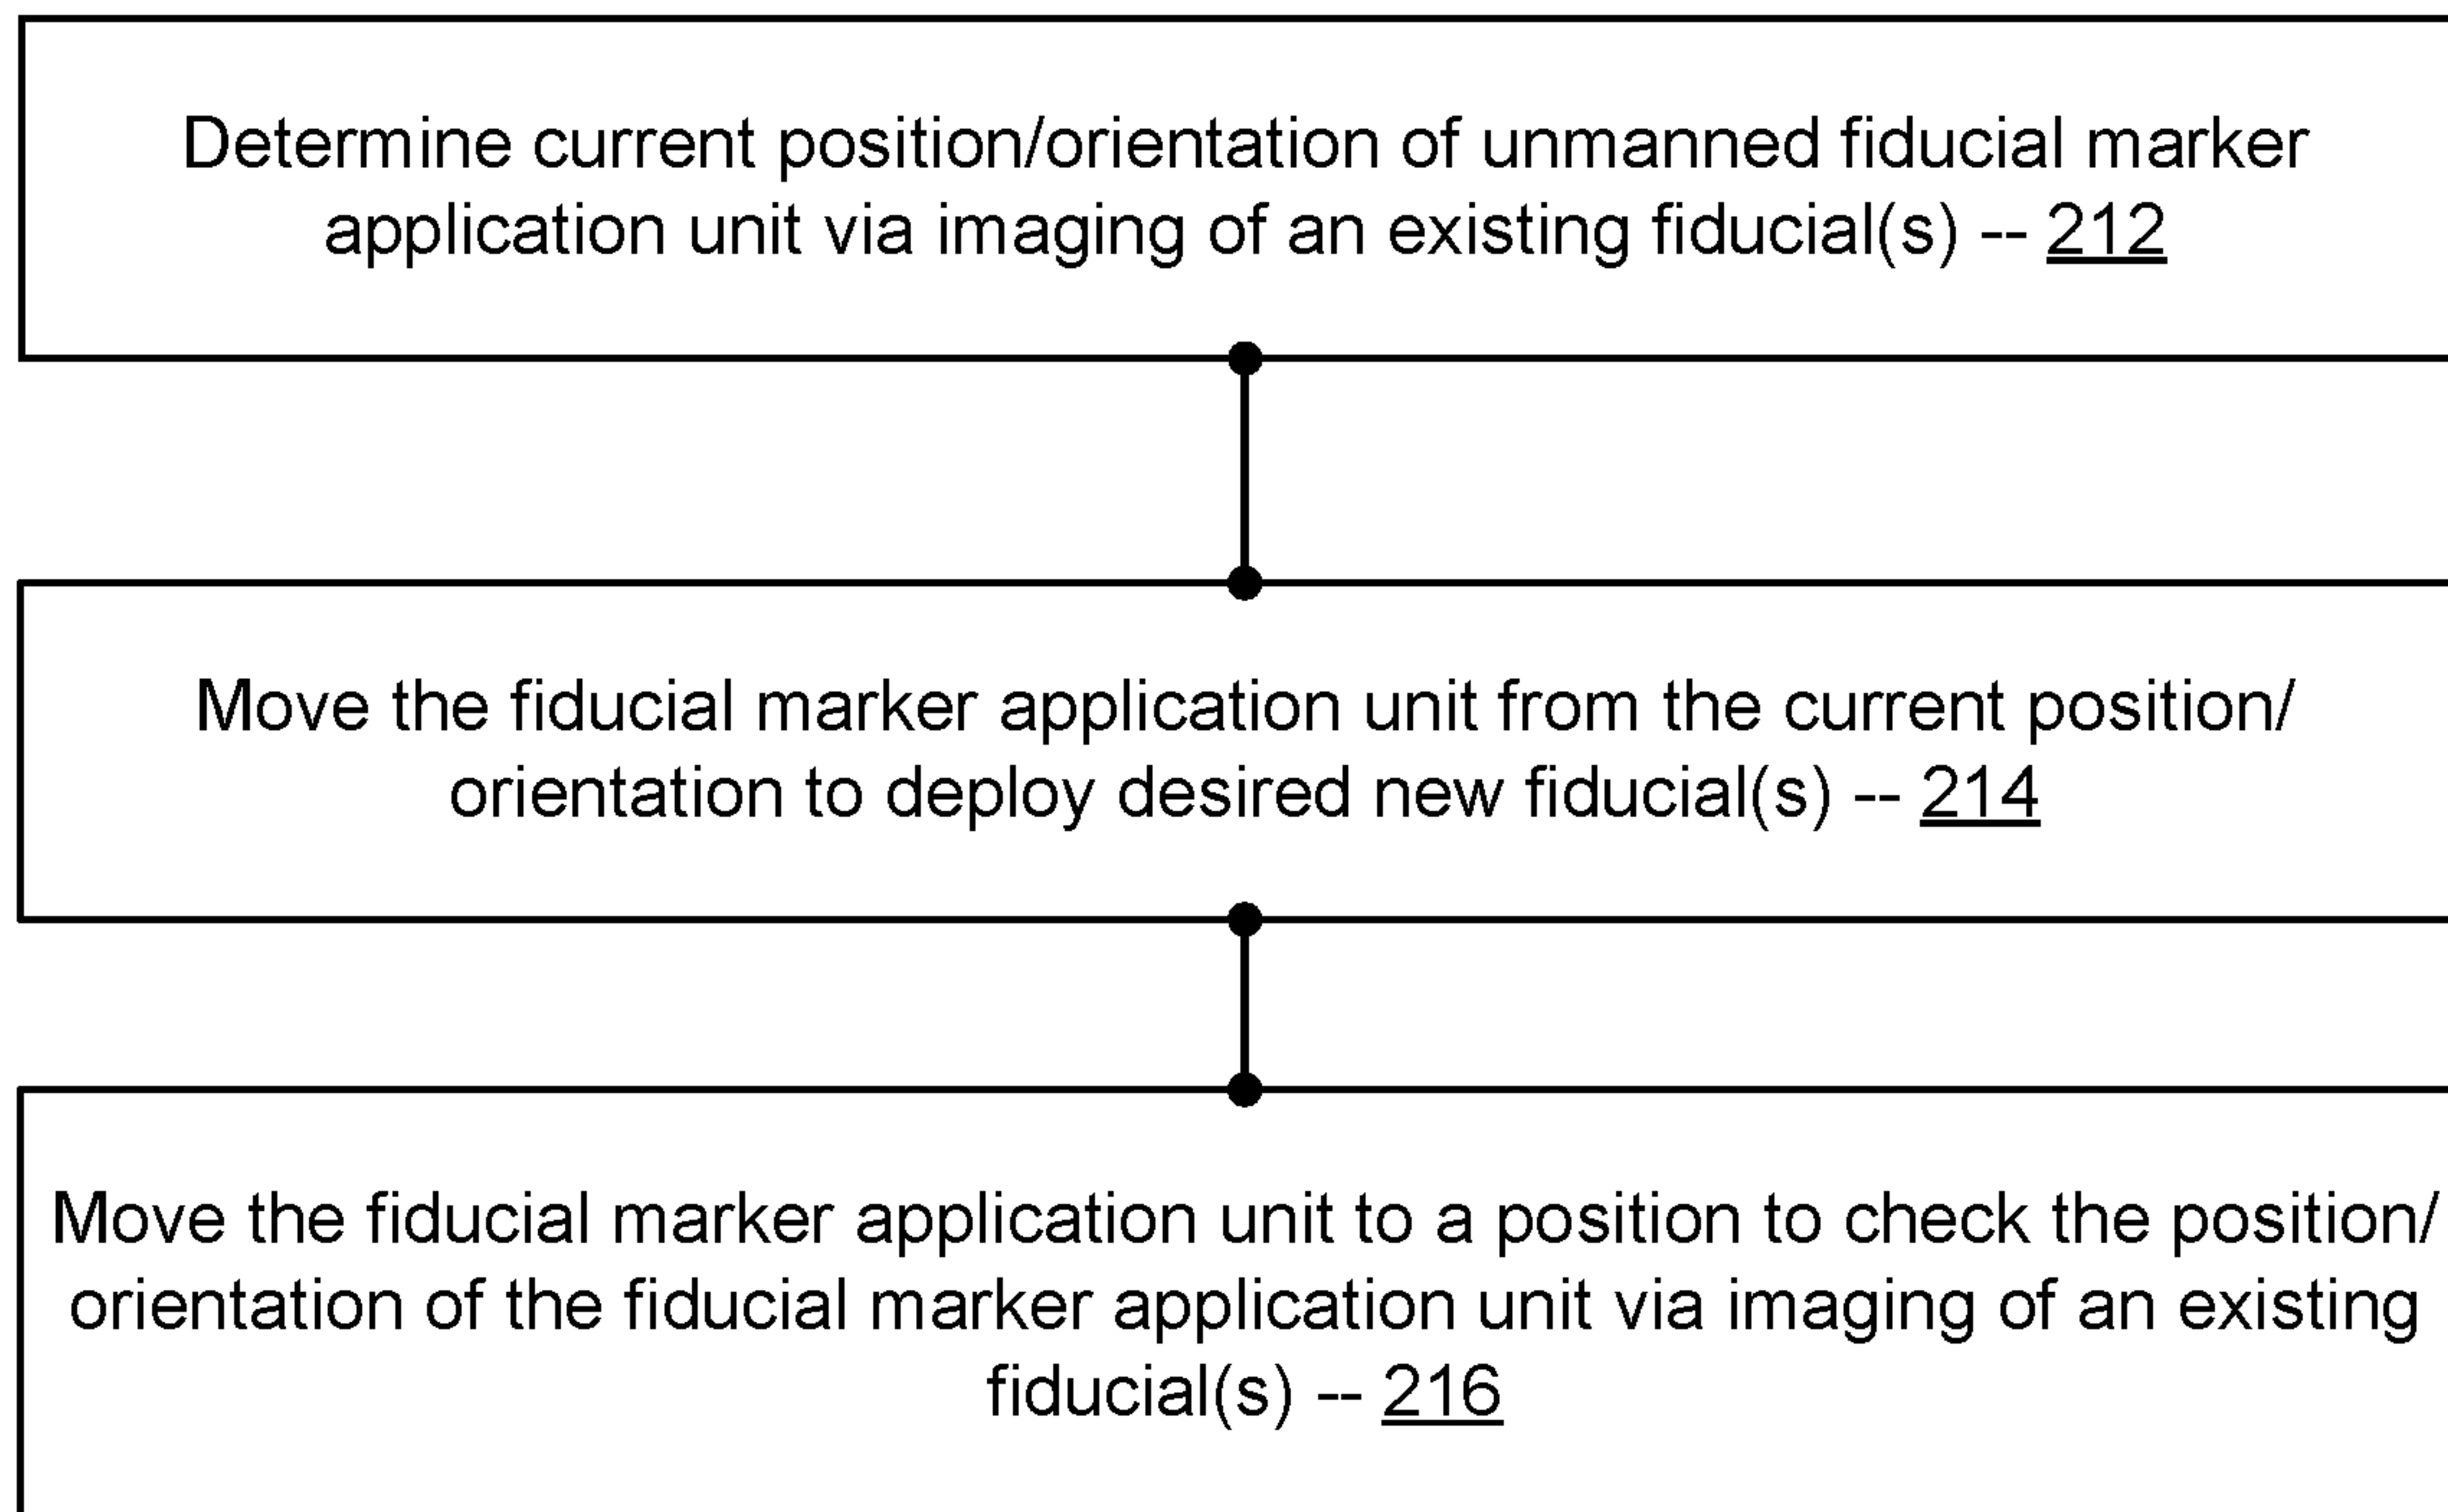 Determine current position/orientation of unmanned fiducial marker
application unit via imaging of an existing fiducial(s) -- 212
Move the fiducial marker application unit from the current position/
orientation to deploy desired new fiducial(s) -- 214
Move the fiducial marker application unit to a position to check the position/
orientation of the fiducial marker application unit via imaging of an existing
fiducial(s) -- 216